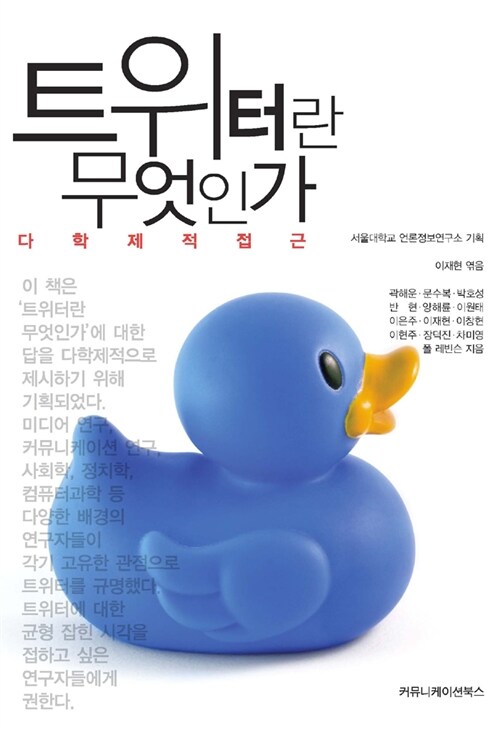 트위터란
무엇인가
다학제적접근
서울대학교 언론정보연구소 기획
이재현 엮음
곽해운·문수복·박호성
반 현·양해륜·이원태
이은주·이재현·이창현
이현주·장덕진·차미영
폴 레빈슨 지음
이 책은
‘트위터란
무엇인가’에 대한
답을 다학제적으로
제시하기 위해
기획되었다.
미디어 연구,
커뮤니케이션 연구,
사회학, 정치학,
컴퓨터과학 등
다양한 배경의
연구자들이
각기 고유한 관점으로
트위터를 규명했다.
트위터에 대한
균형 잡힌 시각을
접하고 싶은
연구자들에게
권한다.
커뮤니케이션북스